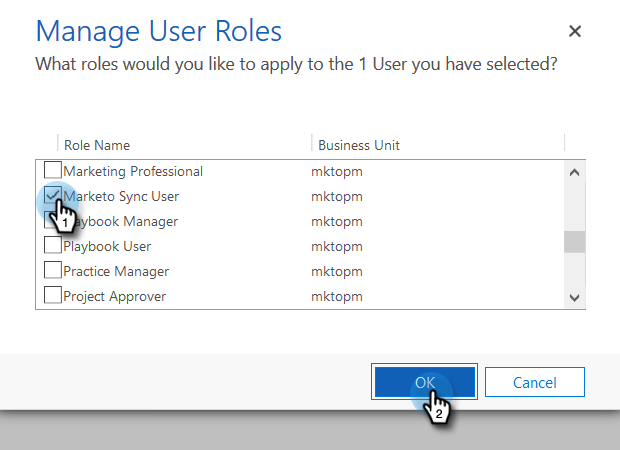 Manage User Roles
What roles would you like to apply to the 1 User you have selected?
Role Name Business Unit
Marketing Professional mktopm
Marketo Sync User mktopm
1
aybook Manager mktopm
Playbook User mktopm
Practice Manager mktopm
Project Approver mktopm
OK Cancel
2